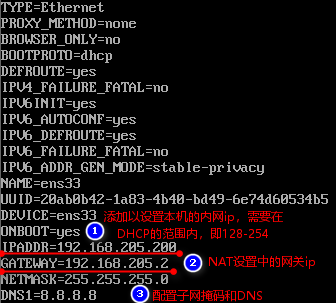 TYPE=Ethernet
PROXY_METHOD=none
BROWSER_ONLY=no
BOOTPROTO=dhcp
DEFROUTE=yes
IPV4_FAILURE_FATAL=no
IPV6INIT=yes
IPV6_AUTOCONF=yes
IPV6_DEFROUTE=yes
IPV6_FAILURE_FATAL=no
IPV6_ADDR_GEN_MODE=stable-privacy
NAME=ens33
UUID=20ab0b42-1a83-4b40-bd49-6e74d60534b5
DEVICE=ens33 添加以设置本机的内网ip，需要在
ONBOOT=yes 1 DHCP的范围内，即128-254
IPADDR=192.168.205.200
GATEWAY=192.168.205.2 2 NAT设置中的网关ip
NETMASK=255.255.255.0
DNS1=8.8.8.8 3 配置子网掩码和DNS